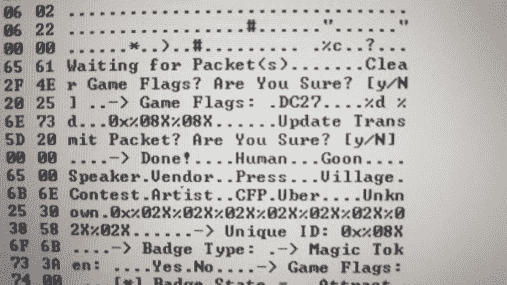 06 02 ..................................
06 22 ..................#......"......"
00 00 ......*..)..#...........%c..?...
65 61 Waiting for Packet(s).......Clea
2F 4E r Game Flags? Are You Sure? [y/N
20 25 ] ..-> Game Flags: .DC27....%d %
6E 73 d...0x%08X%08X......Update Trans
5D 20 mit Packet? Are You Sure? [y/N]
00 00 ....-> Done!....Human...Goon....
65 00 Speaker.Vendor..Press...Village.
6B 6E Contest.Artist..CFP.Uber....Unkn
25 30 own.0x%02X%02X%02X%02X%02X%02X%0
38 58 2X%02X......-> Unique ID: 0x%08X
6F 6B ....-> Badge Type: .-> Magic Tok
73 3A en: ....Yes.No....-> Game Flags:
74 00 ...[*] Badge State = ..Attract